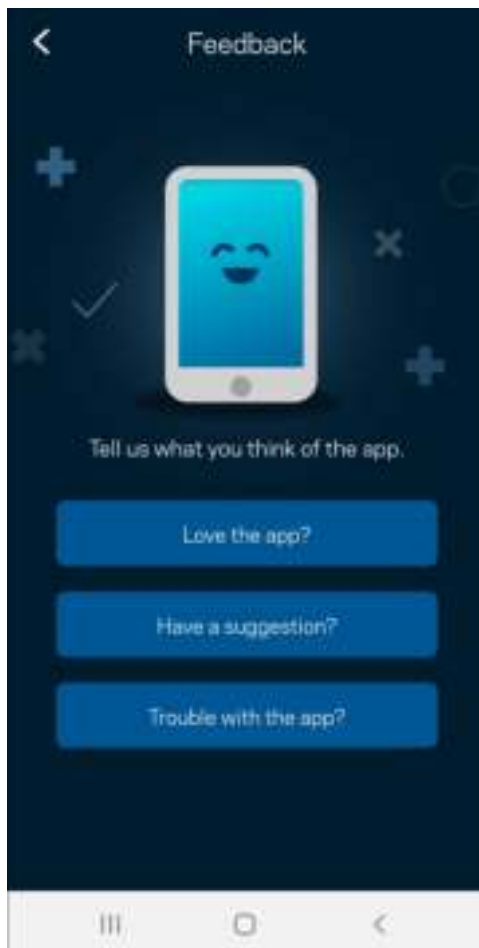 Feedback
Tell us what you think of the app.
Love the app?
Have a suggestion?
Trouble with the app?